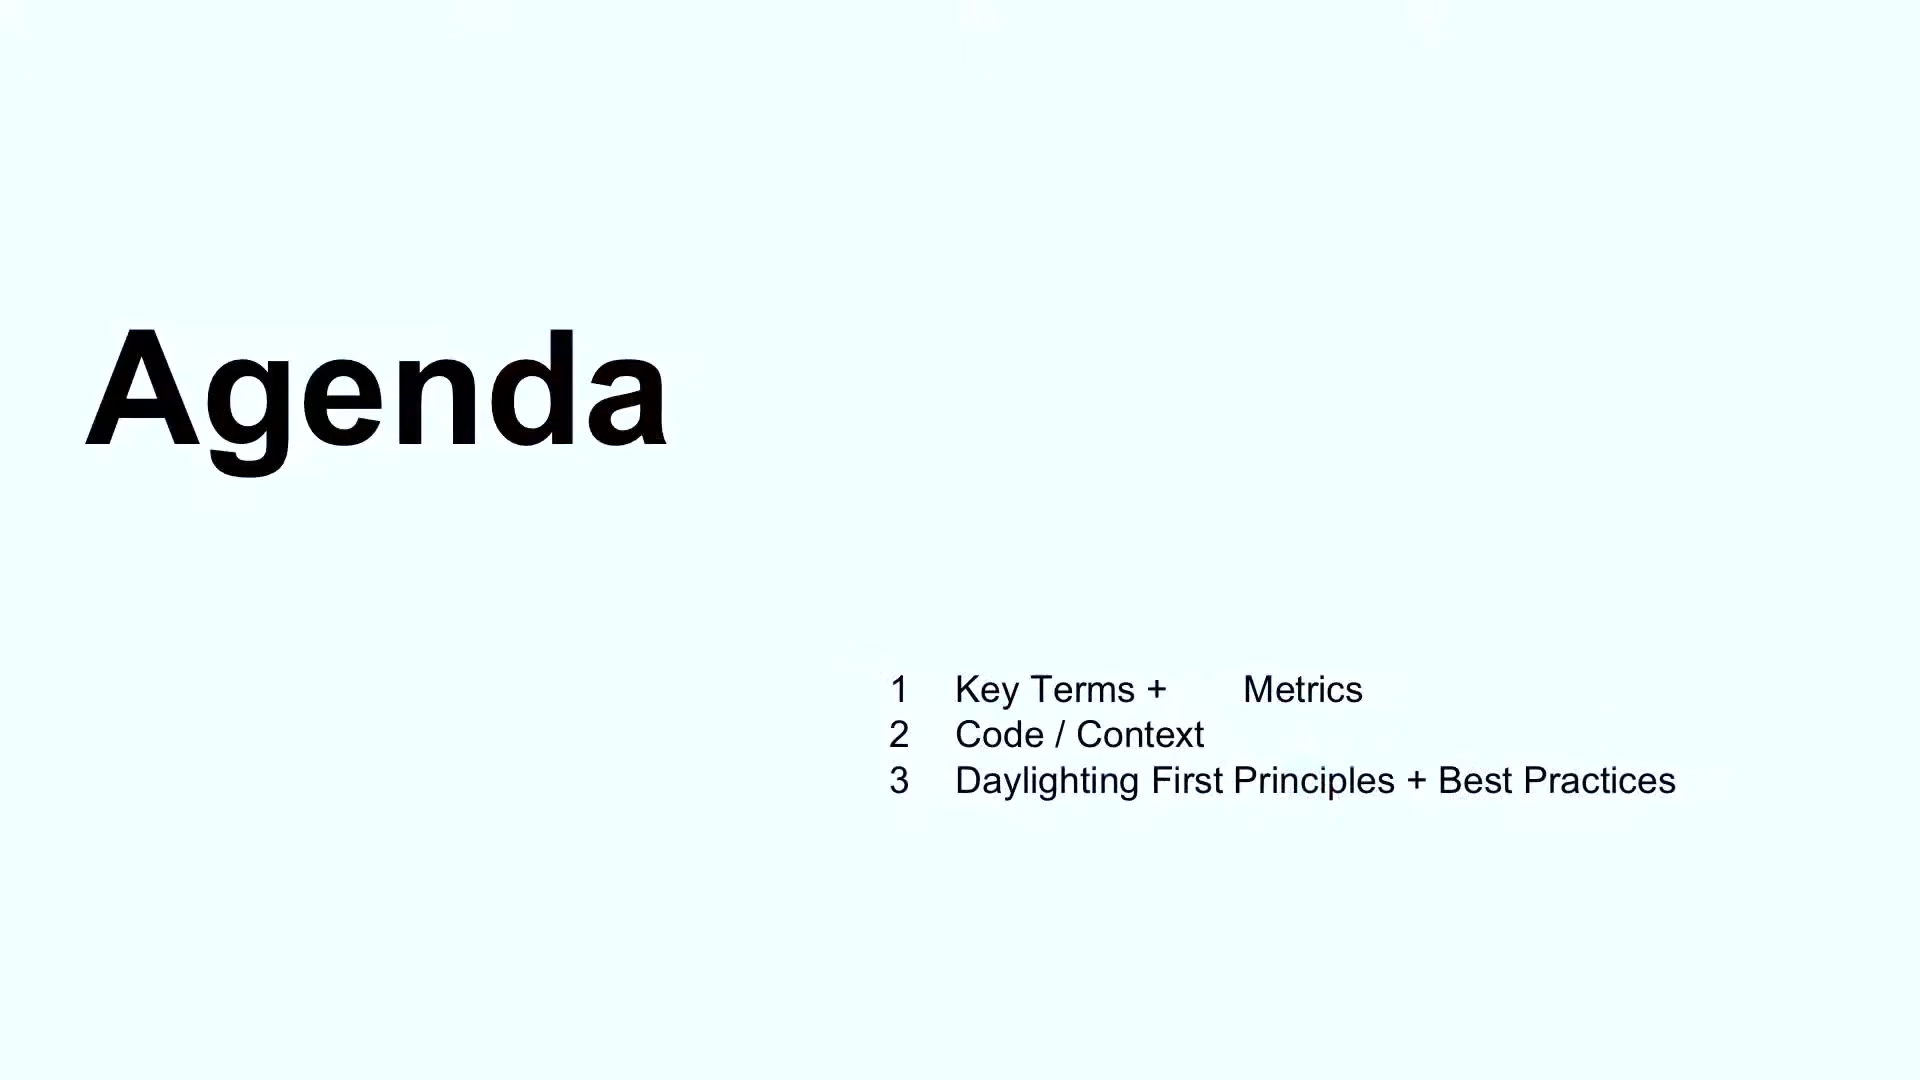 Agenda
1 Key Terms + Metrics
2 Code / Context
3 Daylighting First Principles + Best Practices